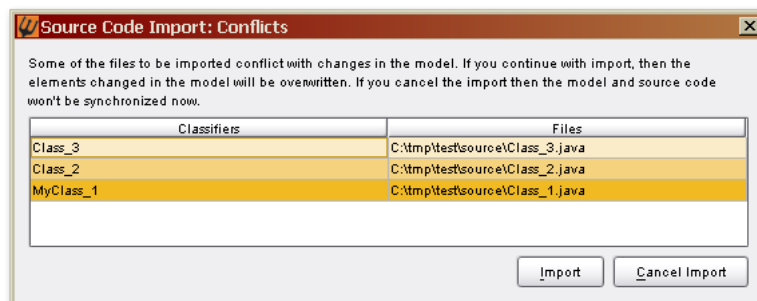 Source Code Import: Conflicts
Some of the files to be imported conflict with changes in the model. If you continue with import, then the
elements changed in the model will be overwritten. If you cancel the import then the model and source code
won't be synchronized now.
Classifiers Files
Class_3 C:\tmp\test\source\Class_3.java
Class_2 C:\tmp\test\source\Class_2.java
MyClass_1 C:\tmp\test\source\Class_1.java
Import Cancel Import